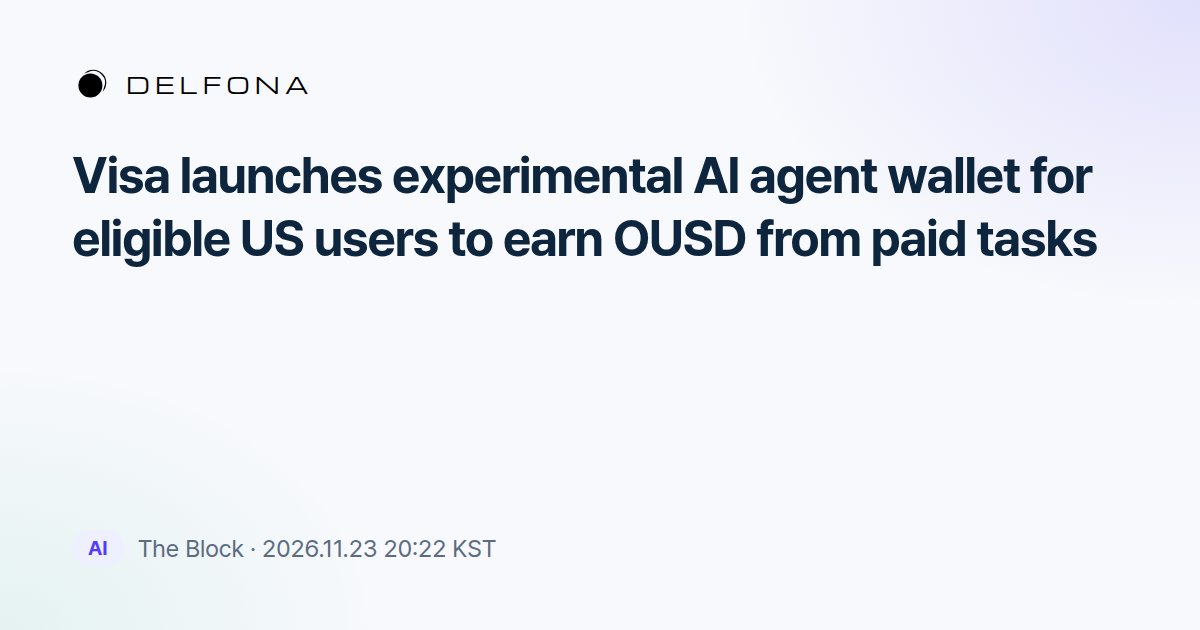 DELFONA
Visa launches experimental AI agent wallet for
eligible US users to earn OUSD from paid tasks
AI The Block · 2026.11.23 20:22 KST